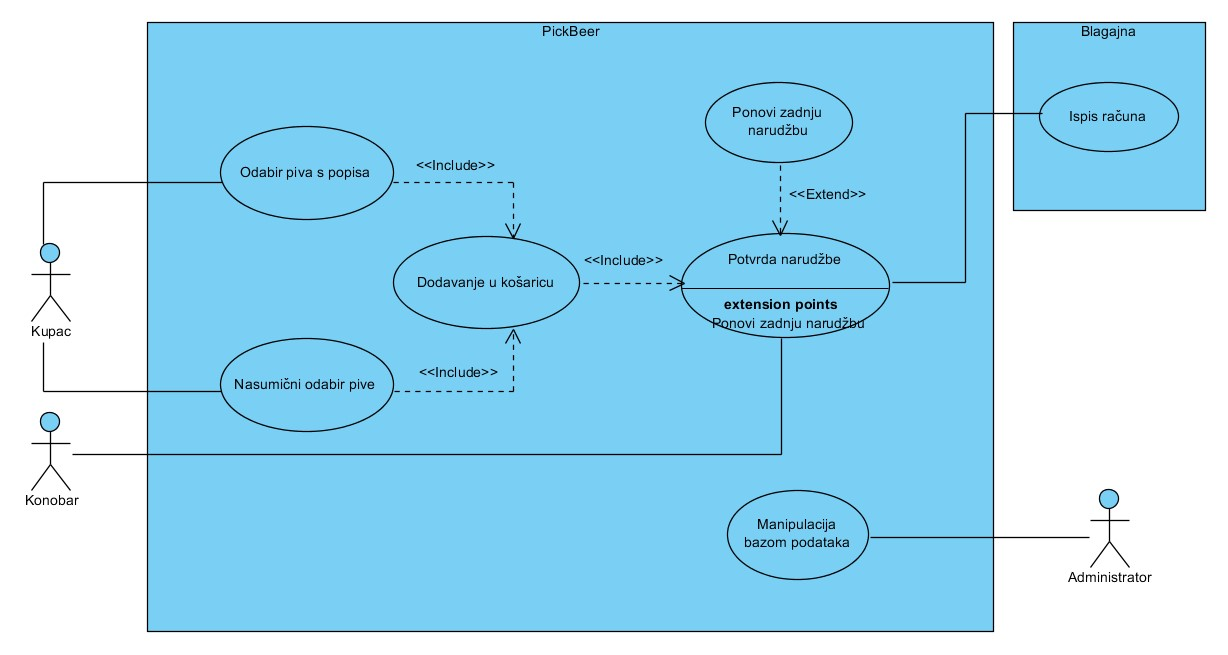 PickBeer
Blagajna
Ponovi zadnju
narudžbu
Ispis računa
Odabir piva s popisa
<<Include>>
<<Extend>>
Kupac
Dodavanje u košaricu
<<Include>>
Potvrda narudžbe
extension points
Ponovi zadnju narudžbu
Nasumični odabir pive
<<Include>>
Konobar
Manipulacija
bazom podataka
Administrator